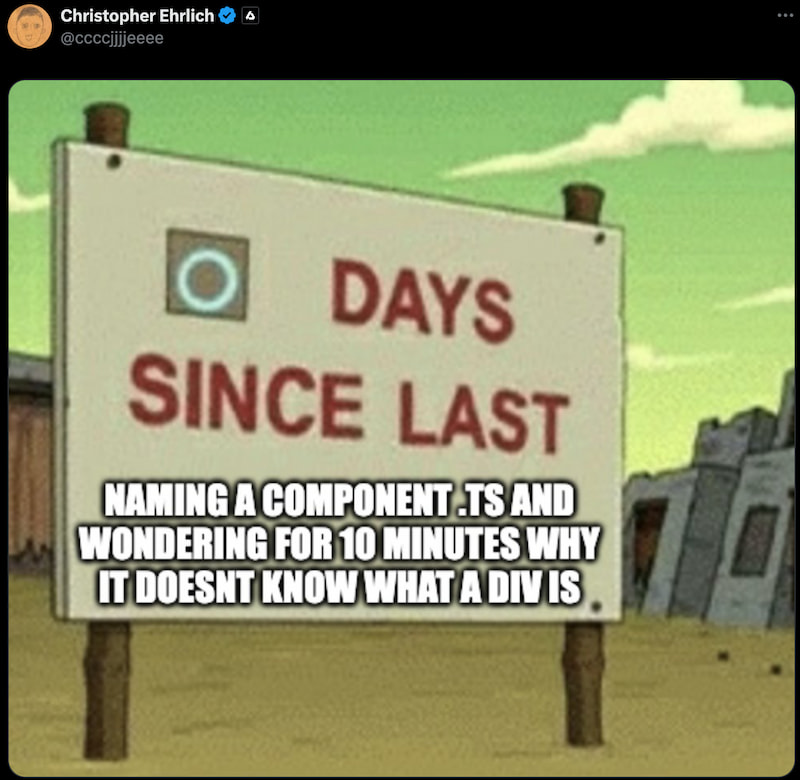 Christopher Ehrlich
@ccccjjjjeeee
0 DAYS
SINCE LAST
NAMING A COMPONENT .TS AND
WONDERING FOR 10 MINUTES WHY
IT DOESNT KNOW WHAT A DIV IS